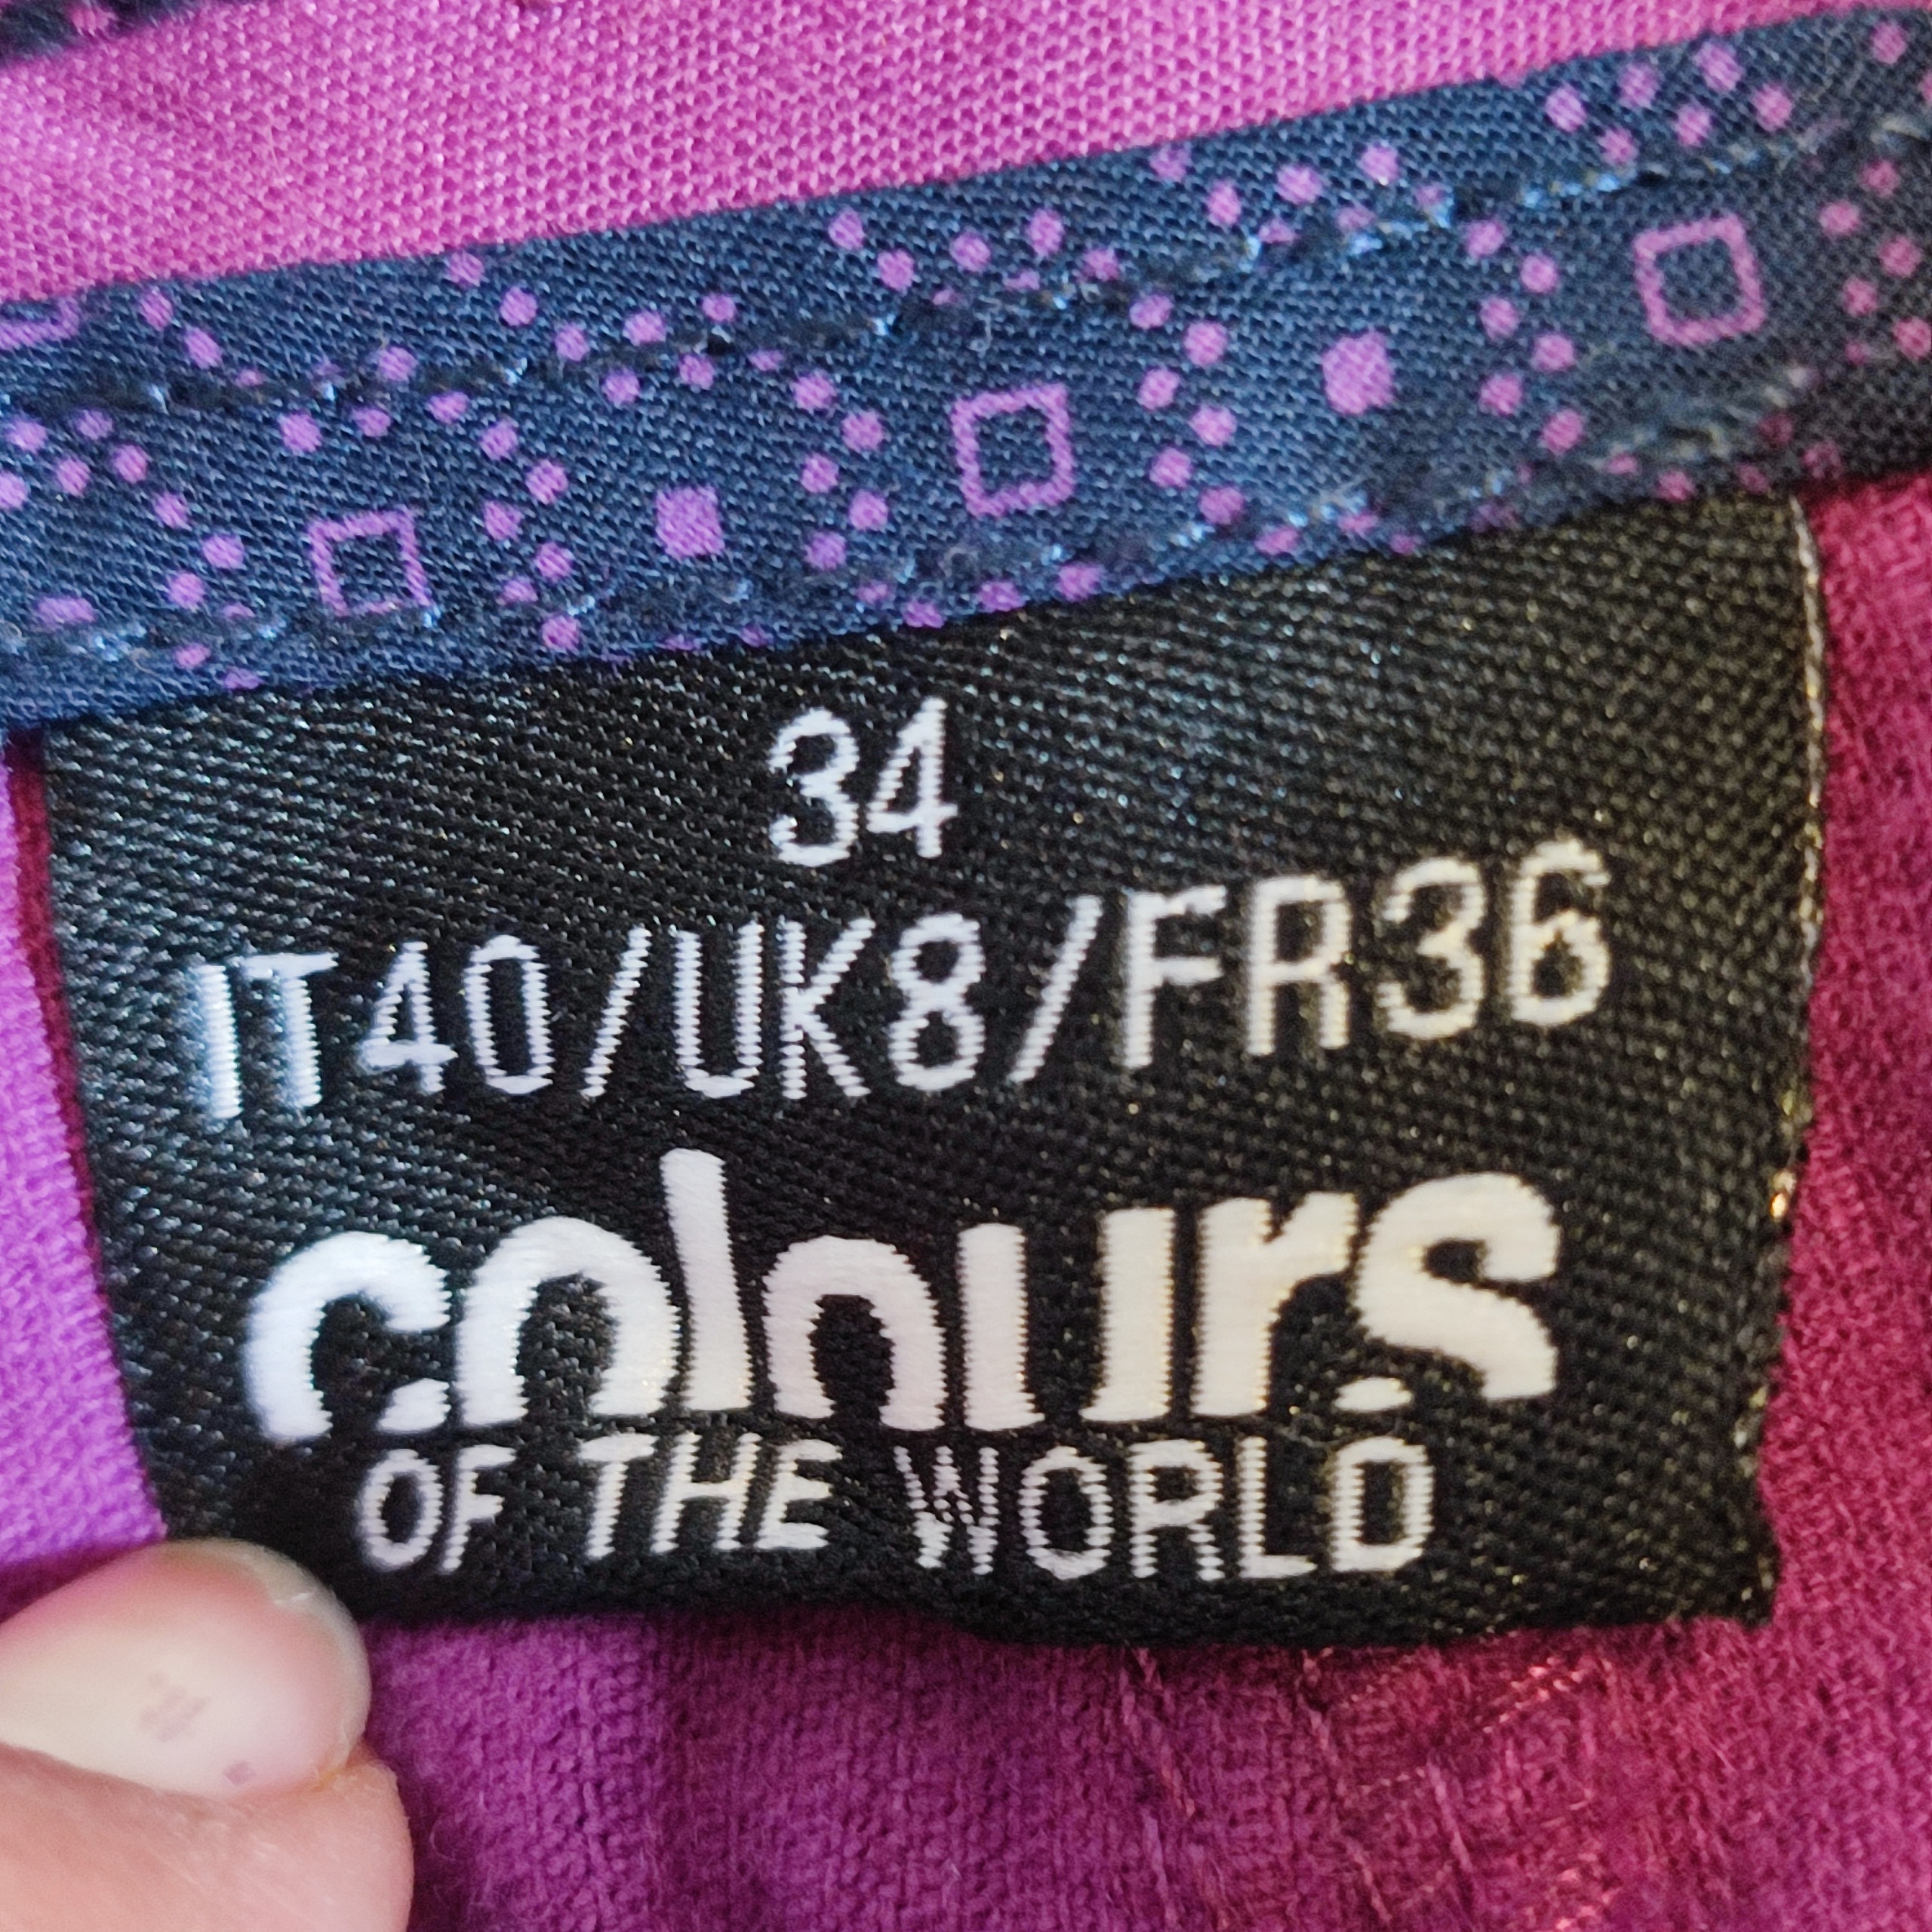 34
IT40/UK8/FR36
colours
OF THE WORLD